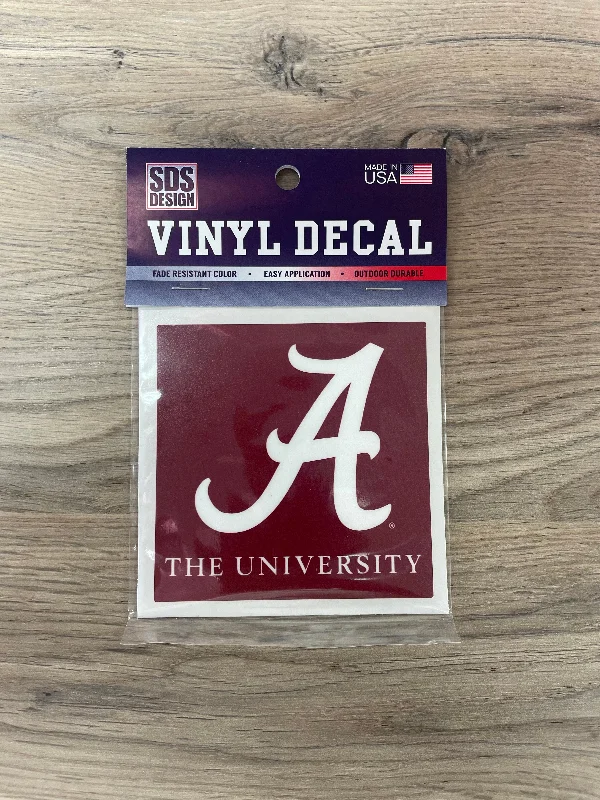 SDS
DESIGN
MADE IN
USA
VINYL DECAL
FADE RESISTANT COLOR • EASY APPLICATION • OUTDOOR DURABLE
A
®
THE UNIVERSITY